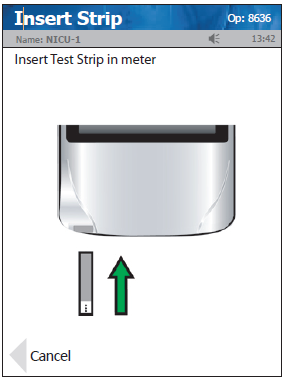 Insert Strip
Op: 8636
Name: NICU-1
13:42
Insert Test Strip in meter
Cancel